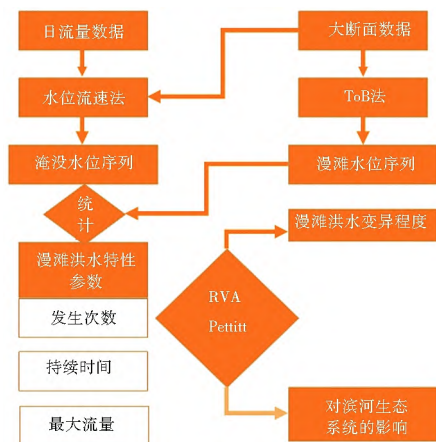 日流量数据
大断面数据
水位流速法
ToB法
淹没水位序列
漫滩水位序列
统
计
漫滩洪水变异程度
漫滩洪水特性
参数
RVA
Pettitt
发生次数
持续时间
最大流量
对滨河生态
系统的影响